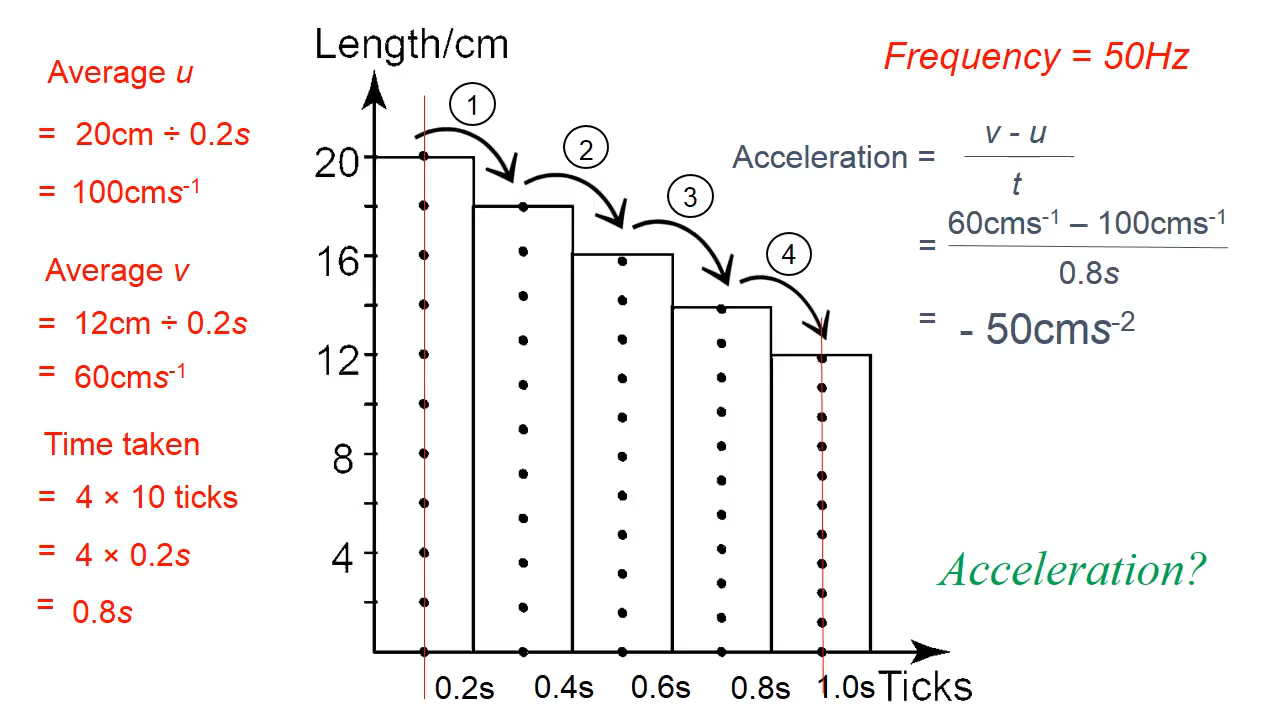 Average u
= 20cm ÷ 0.2s
= 100cms⁻¹
Average v
= 12cm ÷ 0.2s
= 60cms⁻¹
Time taken
= 4 × 10 ticks
= 4 × 0.2s
= 0.8s
Length/cm
20
16
12
8
4
1
2
3
4
0.2s 0.4s 0.6s 0.8s 1.0s Ticks
Frequency = 50Hz
Acceleration = v - u
t
= 60cms⁻¹ – 100cms⁻¹
0.8s
= - 50cms⁻²
Acceleration?